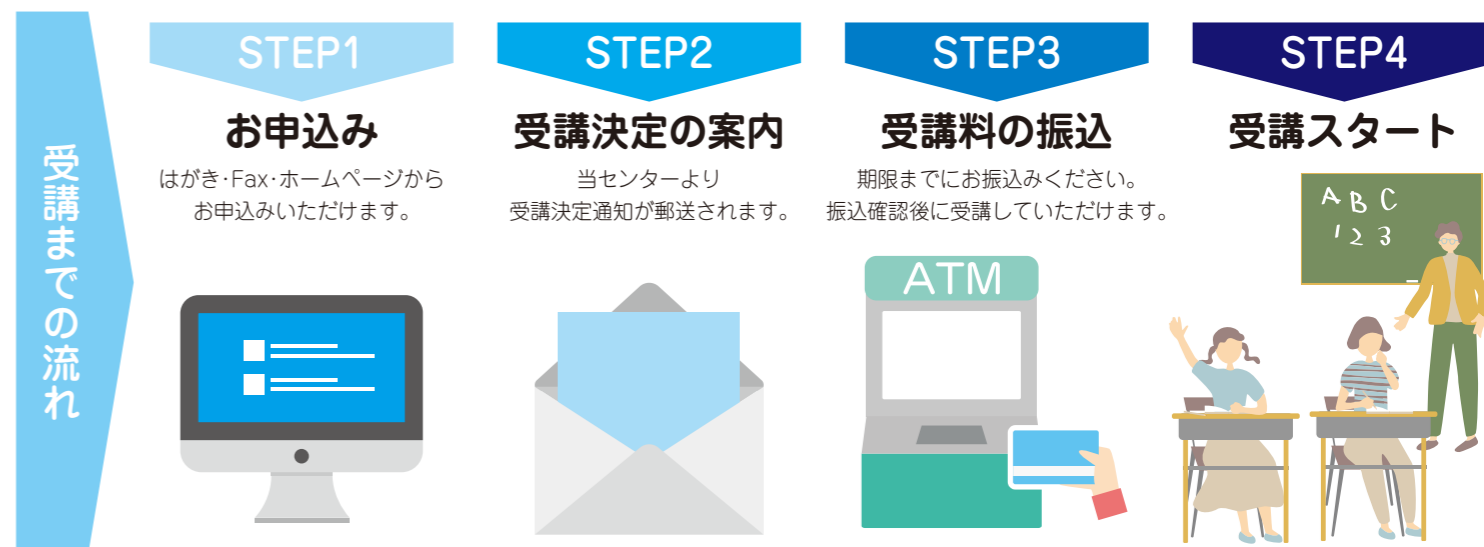 受講までの流れ
STEP1
お申込み
はがき・Fax・ホームページから
お申込みいただけます。
STEP2
受講決定の案内
当センターより
受講決定通知が郵送されます。
STEP3
受講料の振込
期限までにお振込みください。
振込確認後に受講していただけます。
ATM
STEP4
受講スタート
A B C
1 2 3